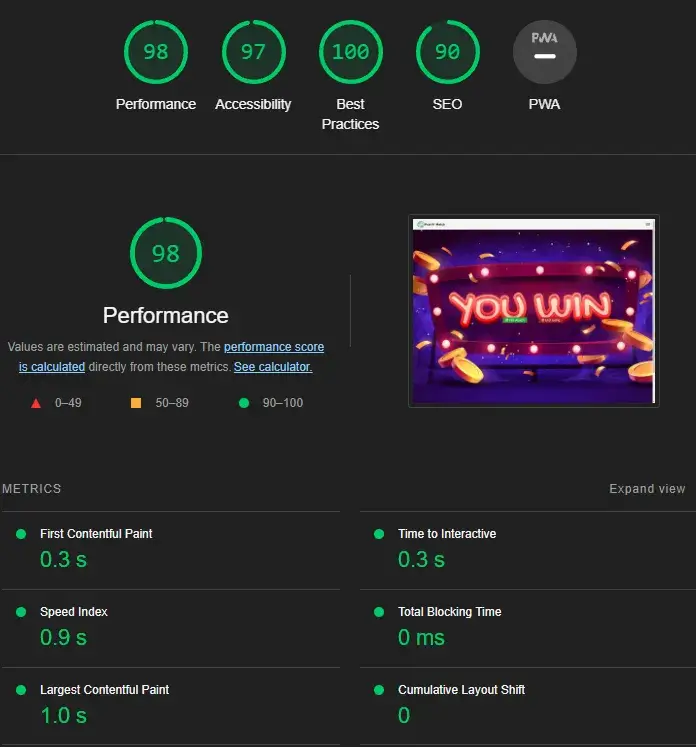 98
97
100
90
PWA
Performance
Accessibility
Best
Practices
SEO
PWA
98
Performance
Values are estimated and may vary. The performance score
is calculated directly from these metrics. See calculator.
0–49
50–89
90–100
YOU WIN
METRICS
Expand view
First Contentful Paint
0.3 s
Time to Interactive
0.3 s
Speed Index
0.9 s
Total Blocking Time
0 ms
Largest Contentful Paint
1.0 s
Cumulative Layout Shift
0